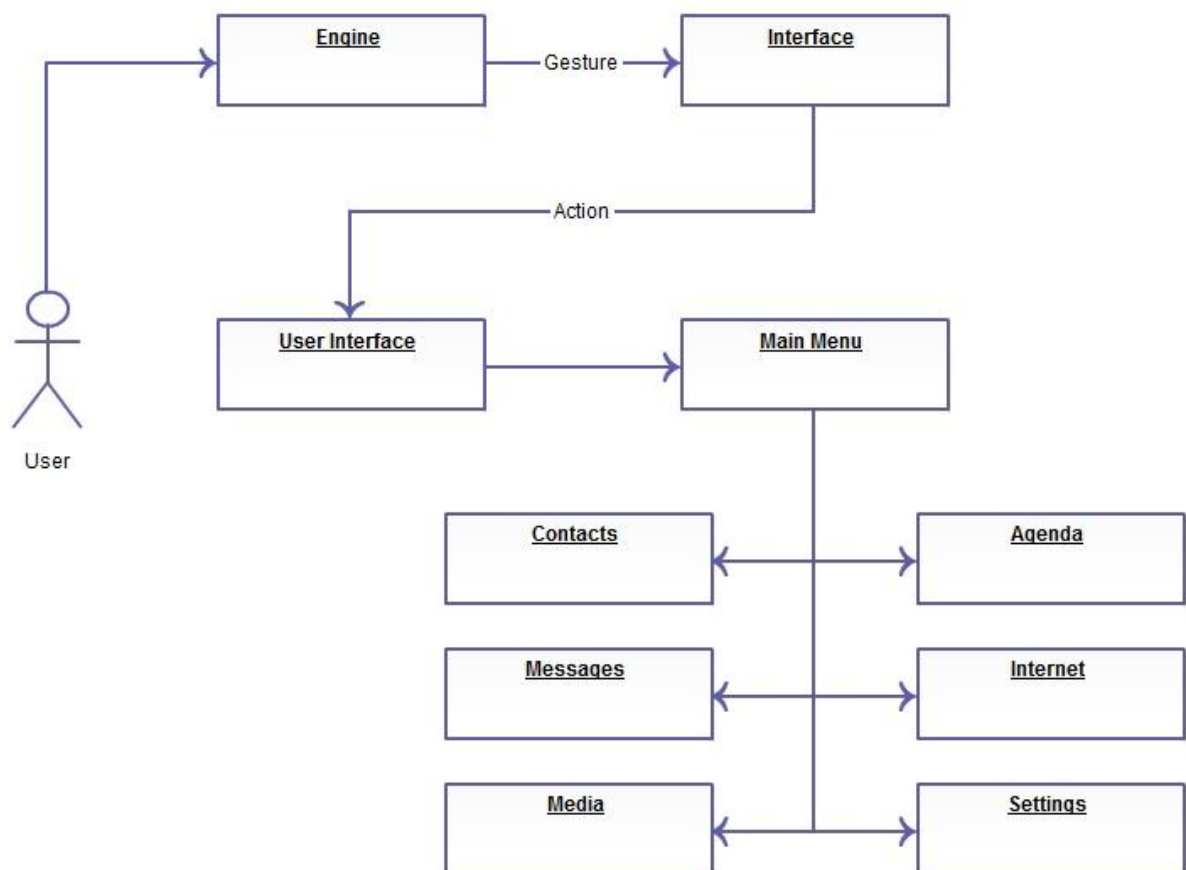 Engine
Gesture
Interface
Action
User Interface
Main Menu
User
Contacts
Agenda
Messages
Internet
Media
Settings